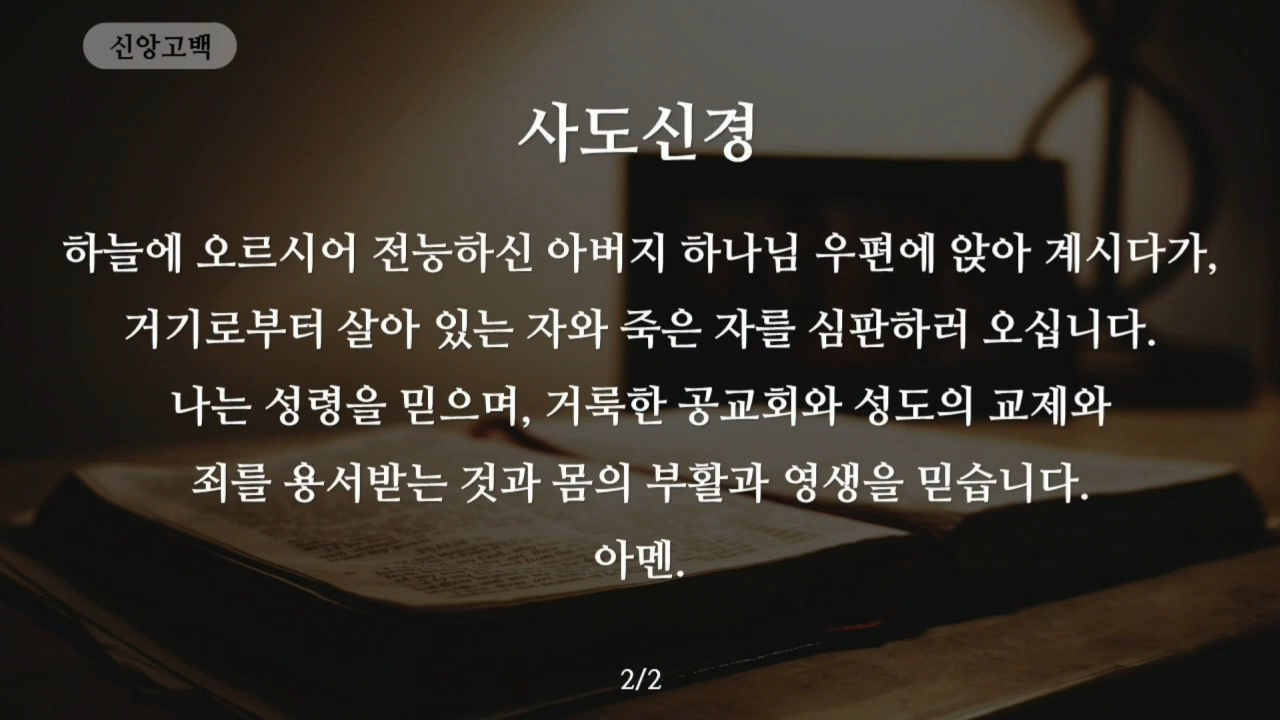 신앙고백
사도신경
하늘에 오르시어 전능하신 아버지 하나님 우편에 앉아 계시다가,
거기로부터 살아 있는 자와 죽은 자를 심판하러 오십니다.
나는 성령을 믿으며, 거룩한 공교회와 성도의 교제와
죄를 용서받는 것과 몸의 부활과 영생을 믿습니다.
아멘.
2/2